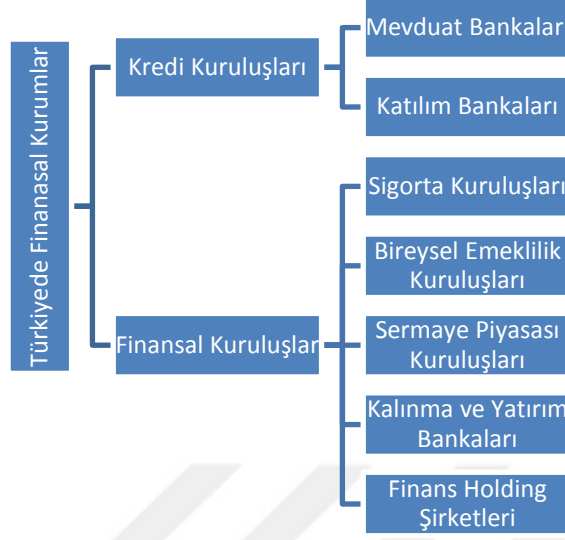 Türkiyede Finanasal Kurumlar
Kredi Kuruluşları
Mevduat Bankalar
Katılım Bankaları
Finansal Kuruluşlar
Sigorta Kuruluşları
Bireysel Emeklilik
Kuruluşları
Sermaye Piyasası
Kuruluşları
Kalınma ve Yatırım
Bankaları
Finans Holding
Şirketleri